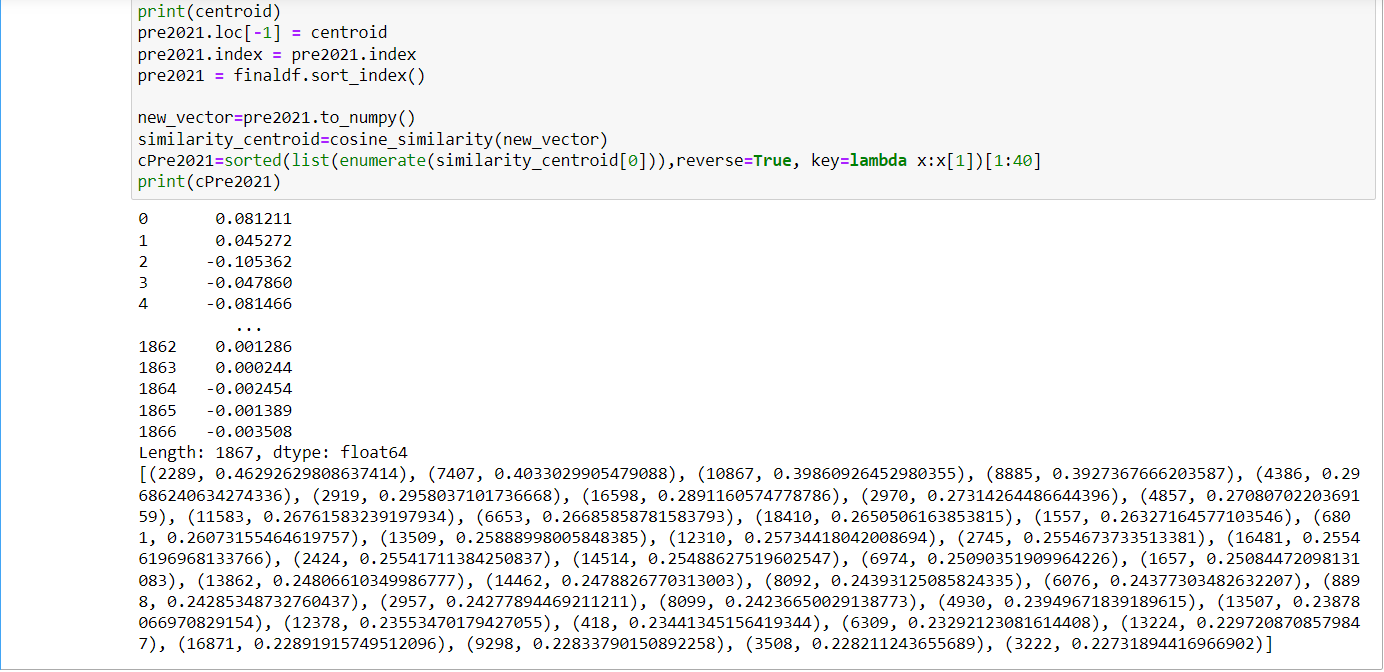 print(centroid)
pre2021.loc[-1] = centroid
pre2021.index = pre2021.index
pre2021 = finaldf.sort_index()
new_vector=pre2021.to_numpy()
similarity_centroid=cosine_similarity(new_vector)
cPre2021=sorted(list(enumerate(similarity_centroid[0])),reverse=True, key=lambda x:x[1])[1:40]
print(cPre2021)
0 0.081211
1 0.045272
2 -0.105362
3 -0.047860
4 -0.081466
...
1862 0.001286
1863 0.000244
1864 -0.002454
1865 -0.001389
1866 -0.003508
Length: 1867, dtype: float64
[(2289, 0.46292629808637414), (7407, 0.4033029905479088), (10867, 0.39860926452980355), (8885, 0.3927367666203587), (4386, 0.29
686240634274336), (2919, 0.2958037101736668), (16598, 0.2891160574778786), (2970, 0.27314264486644396), (4857, 0.27080702203691
59), (11583, 0.26761583239197934), (6653, 0.26685858781583793), (18410, 0.2650506163853815), (1557, 0.26327164577103546), (680
1, 0.26073155464619757), (13509, 0.25888998005848385), (12310, 0.25734418042008694), (2745, 0.2554673733513381), (16481, 0.2554
6196968133766), (2424, 0.25541711384250837), (14514, 0.25488627519602547), (6974, 0.25090351909964226), (1657, 0.25084472098131
083), (13862, 0.24806610349986777), (14462, 0.2478826770313003), (8092, 0.24393125085824335), (6076, 0.24377303482632207), (889
8, 0.24285348732760437), (2957, 0.24277894469211211), (8099, 0.24236650029138773), (4930, 0.23949671839189615), (13507, 0.23878
066970829154), (12378, 0.23553470179427055), (418, 0.23441345156419344), (6309, 0.23292123081614408), (13224, 0.229720870857984
7), (16871, 0.22891915749512096), (9298, 0.22833790150892258), (3508, 0.228211243655689), (3222, 0.22731894416966902)]